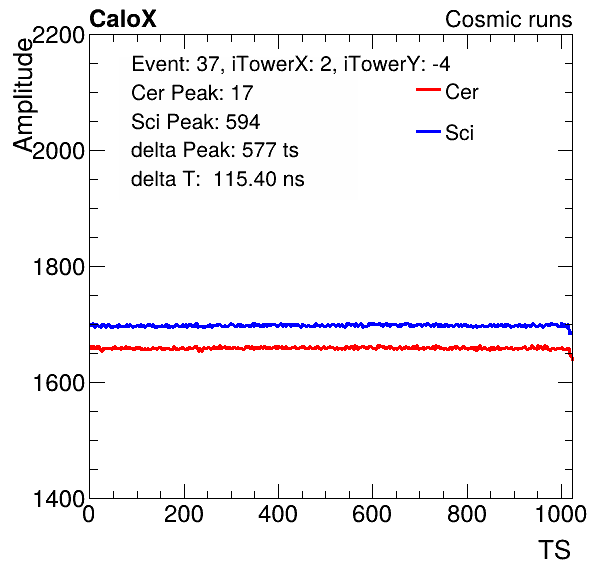 CaloX Cosmic runs
Amplitude
Event: 37, iTowerX: 2, iTowerY: -4
Cer Peak: 17
Sci Peak: 594
delta Peak: 577 ts
delta T:  115.40 ns
Cer
Sci
2200
2000
1800
1600
1400
0 200 400 600 800 1000
TS